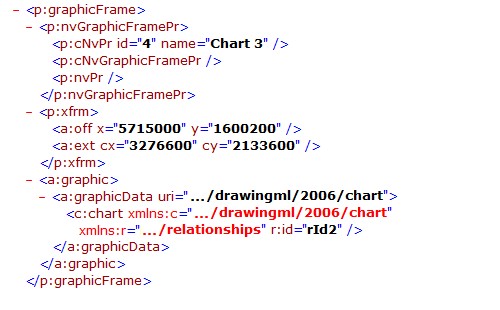 - <p:graphicFrame>
- <p:nvGraphicFramePr>
<p:cNvPr id="4" name="Chart 3" />
<p:cNvGraphicFramePr />
<p:nvPr />
</p:nvGraphicFramePr>
- <p:xfrm>
<a:off x="5715000" y="1600200" />
<a:ext cx="3276600" cy="2133600" />
</p:xfrm>
- <a:graphic>
- <a:graphicData uri=".../drawingml/2006/chart">
<c:chart xmlns:c=".../drawingml/2006/chart"
xmlns:r=".../relationships" r:id="rId2" />
</a:graphicData>
</a:graphic>
</p:graphicFrame>